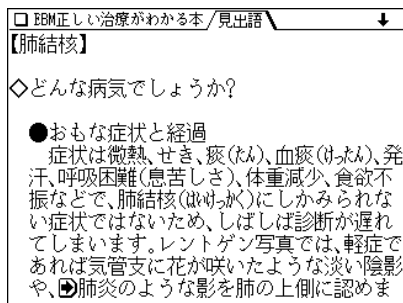 □ EBM正しい治療がわかる本 見出語 ↓
【肺結核】
◇どんな病気でしょうか?
●おもな症状と経過
症状は微熱、せき、痰(たん)、血痰(けったん)、発
汗、呼吸困難(息苦しさ)、体重減少、食欲不
振などで、肺結核(はいけっかく)にしかみられな
い症状ではないため、しばしば診断が遅れ
てしまいます。レントゲン写真では、軽症で
あれば気管支に花が咲いたような淡い陰影
や、➡肺炎のような影を肺の上側に認めま